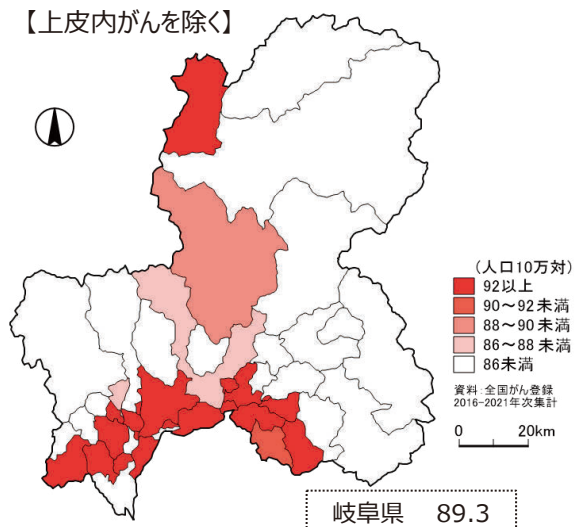 【上皮内がんを除く】
(人口10万対)
92以上
90～92未満
88～90未満
86～88未満
86未満
資料:全国がん登録
2016-2021年次集計
0 20km
岐阜県 89.3